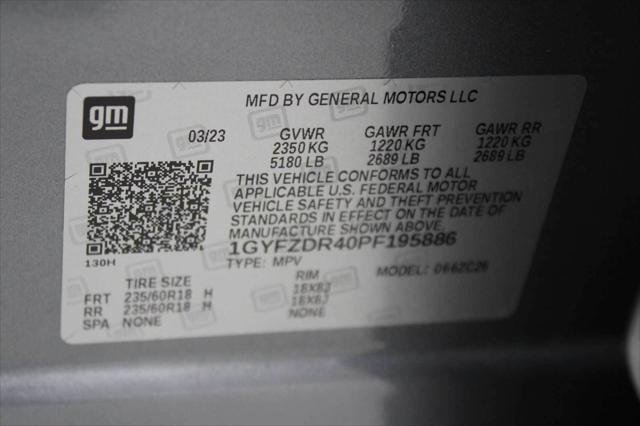 gm
MFD BY GENERAL MOTORS LLC
03/23 GVWR GAWR FRT GAWR RR
2350 KG 1220 KG 1220 KG
5180 LB 2689 LB 2689 LB
THIS VEHICLE CONFORMS TO ALL
APPLICABLE U.S. FEDERAL MOTOR
VEHICLE SAFETY AND THEFT PREVENTION
STANDARDS IN EFFECT ON THE DATE OF
MANUFACTURE SHOWN ABOVE.
1GYFZDR40PF195886
130H
TYPE: MPV MODEL: 066ZC26
TIRE SIZE RIM
FRT 235/60R18 H
RR 235/60R18 H
SPA NONE NONE